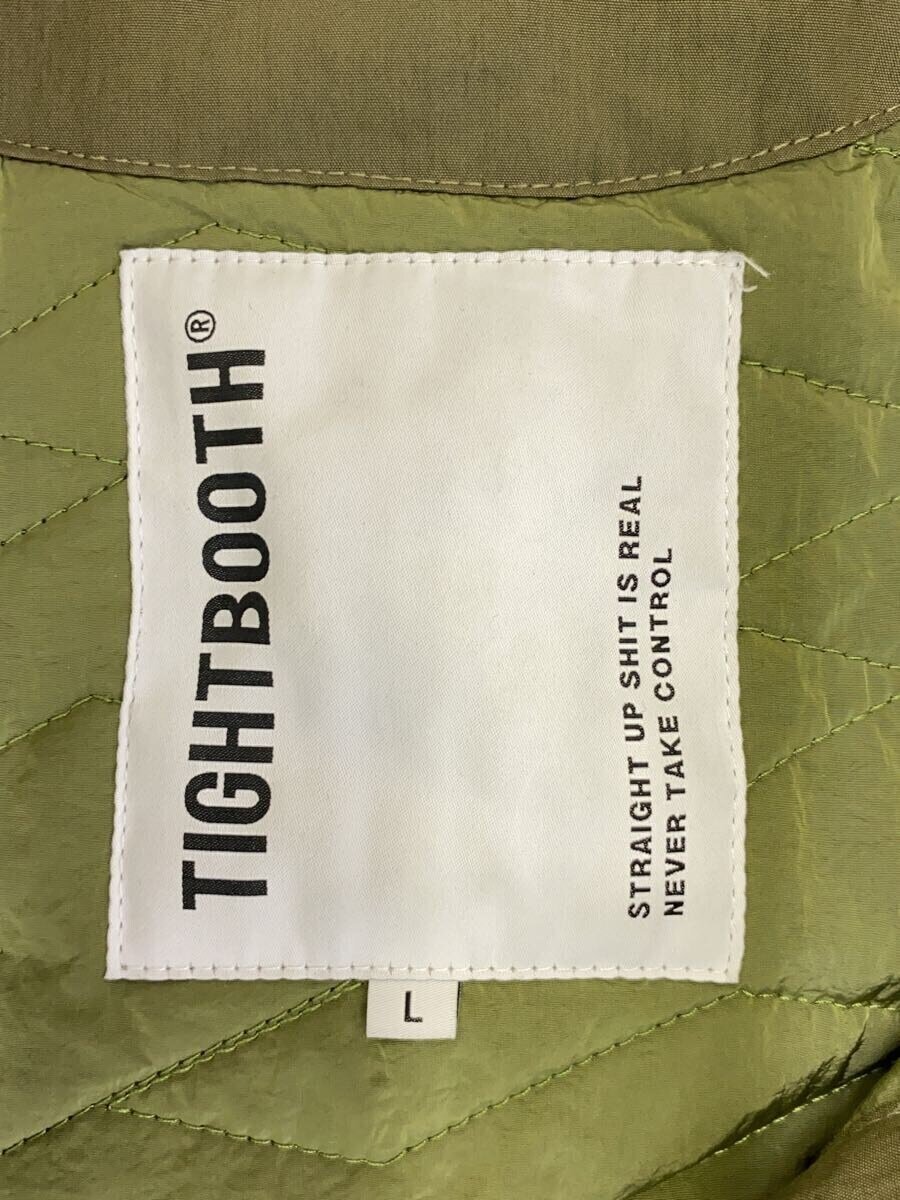 TIGHTBOOTH®
STRAIGHT UP SHIT IS REAL
NEVER TAKE CONTROL
L